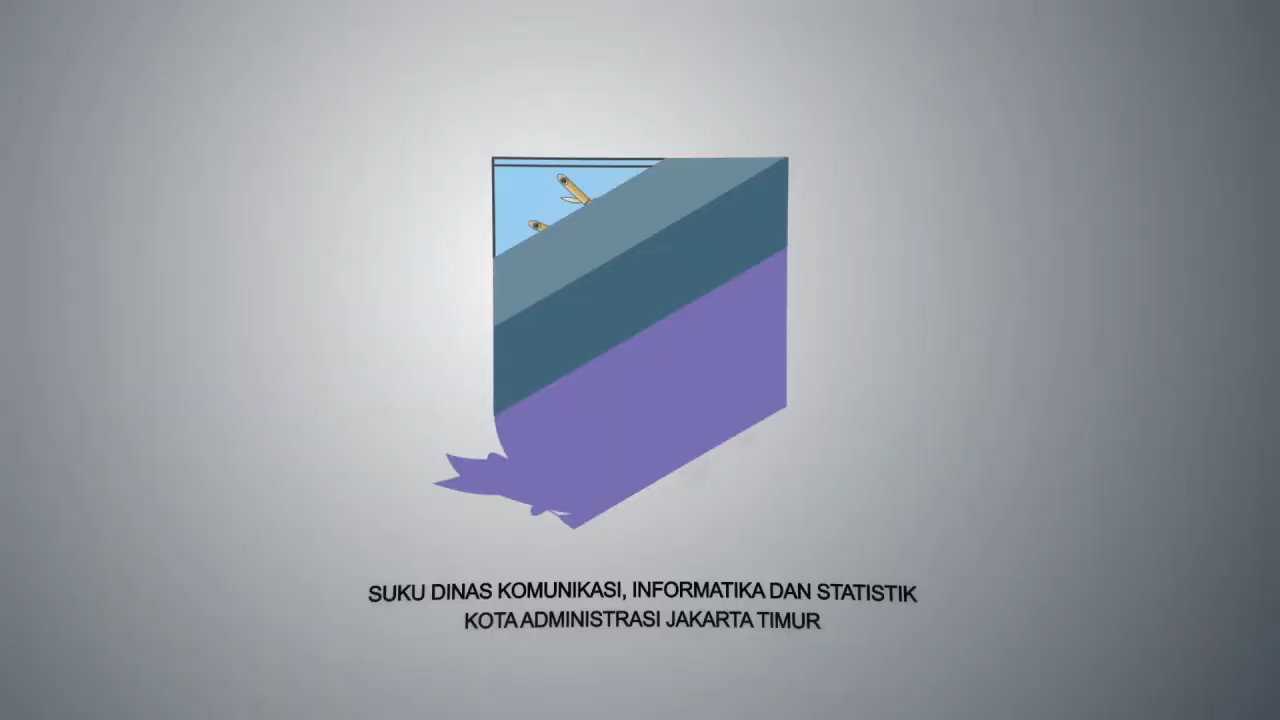 SUKU DINAS KOMUNIKASI, INFORMATIKA DAN STATISTIK
KOTA ADMINISTRASI JAKARTA TIMUR